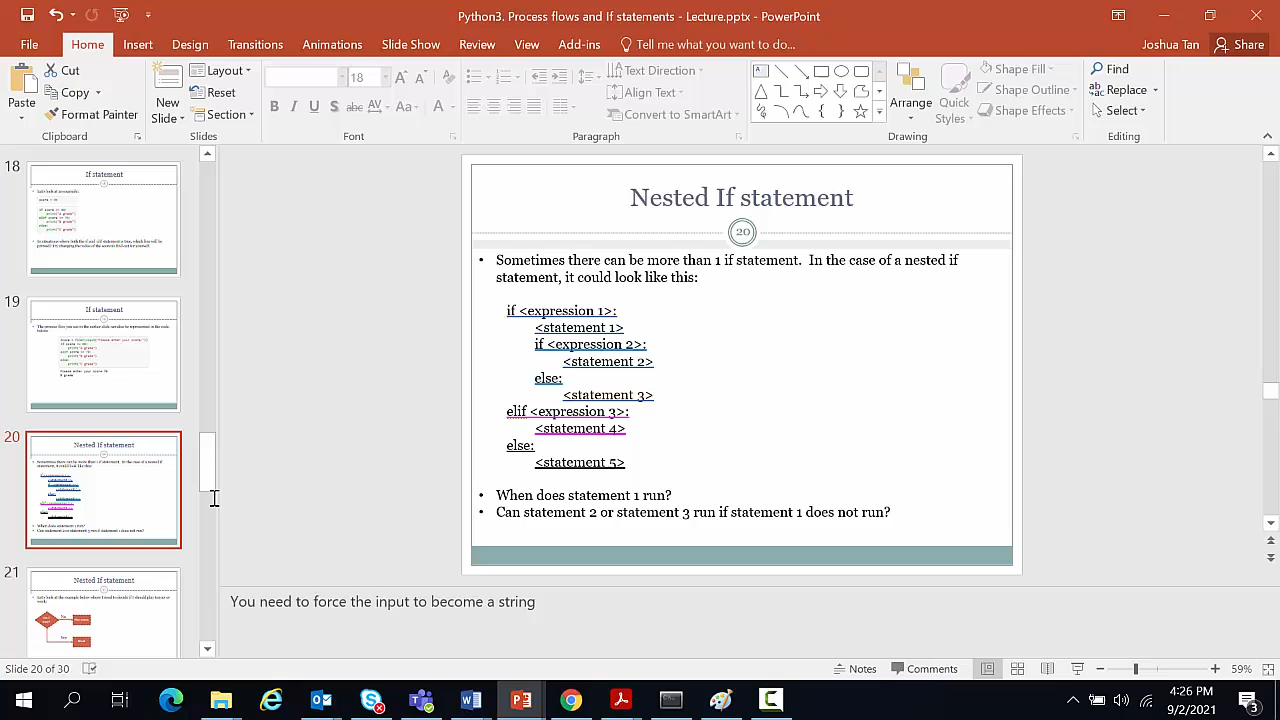 Python3. Process flows and If statements - Lecture.pptx - PowerPoint
File Home Insert Design Transitions Animations Slide Show Review View Add-ins Tell me what you want to do... Joshua Tan Share
Paste
Cut
Copy
Format Painter
Clipboard
New
Slide
Layout
Reset
Section
Slides
18
B I U S abc AV Aa A
Font
Text Direction
Align Text
Convert to SmartArt
Paragraph
Arrange
Quick
Styles
Shape Fill
Shape Outline
Shape Effects
Drawing
Find
Replace
Select
Editing
18
If statement
19
If statement
20
Nested If statement
21
Nested If statement
Nested If statement
20
• Sometimes there can be more than 1 if statement. In the case of a nested if
statement, it could look like this:
if <expression 1>:
<statement 1>
if <expression 2>:
<statement 2>
else:
<statement 3>
elif <expression 3>:
<statement 4>
else:
<statement 5>
• When does statement 1 run?
• Can statement 2 or statement 3 run if statement 1 does not run?
You need to force the input to become a string
Slide 20 of 30
Notes Comments 59%
4:26 PM
9/2/2021
3